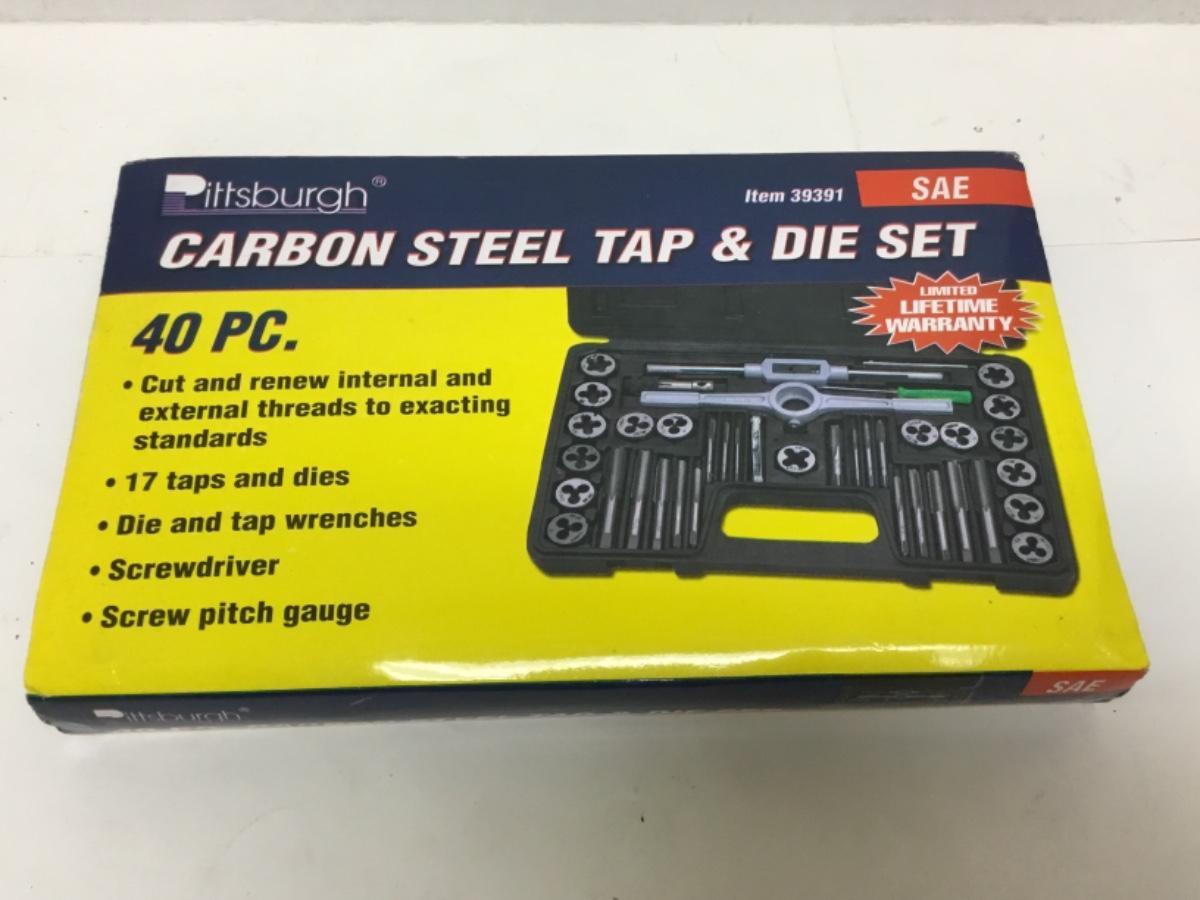 Pittsburgh®
Item 39391
SAE
CARBON STEEL TAP & DIE SET
LIMITED
LIFETIME
WARRANTY
40 PC.
• Cut and renew internal and
external threads to exacting
standards
• 17 taps and dies
• Die and tap wrenches
• Screwdriver
• Screw pitch gauge
Pittsburgh®
SAE